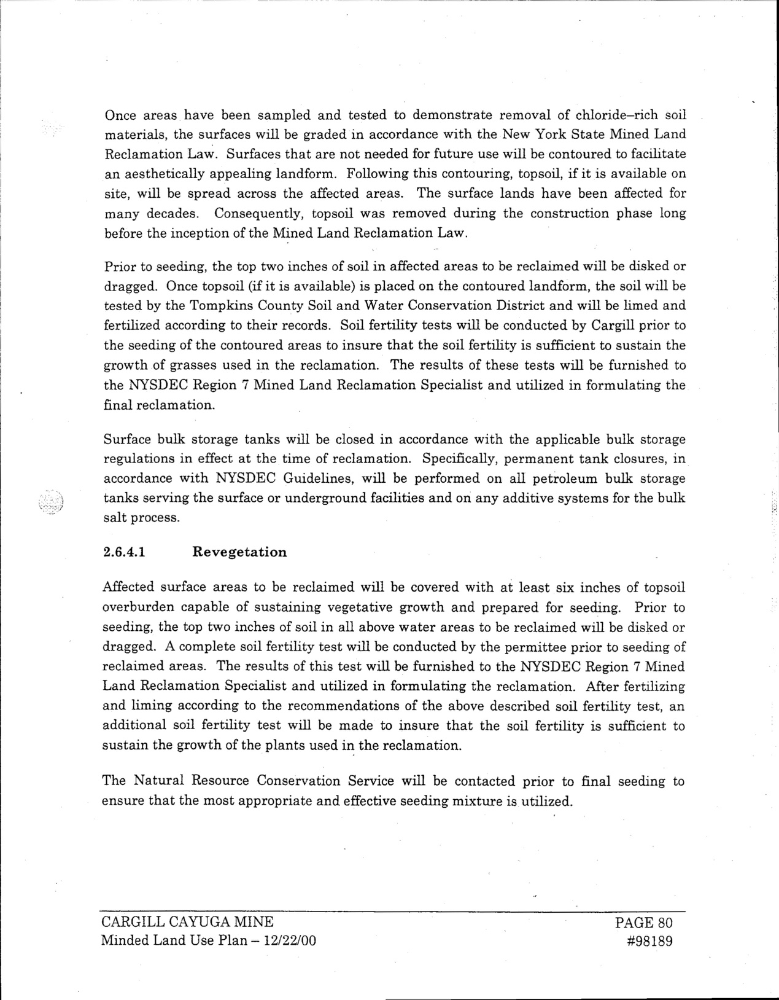 Once areas have been sampled and tested to demonstrate removal of chloride–rich soil
materials, the surfaces will be graded in accordance with the New York State Mined Land
Reclamation Law. Surfaces that are not needed for future use will be contoured to facilitate
an aesthetically appealing landform. Following this contouring, topsoil, if it is available on
site, will be spread across the affected areas. The surface lands have been affected for
many decades. Consequently, topsoil was removed during the construction phase long
before the inception of the Mined Land Reclamation Law.
Prior to seeding, the top two inches of soil in affected areas to be reclaimed will be disked or
dragged. Once topsoil (if it is available) is placed on the contoured landform, the soil will be
tested by the Tompkins County Soil and Water Conservation District and will be limed and
fertilized according to their records. Soil fertility tests will be conducted by Cargill prior to
the seeding of the contoured areas to insure that the soil fertility is sufficient to sustain the
growth of grasses used in the reclamation. The results of these tests will be furnished to
the NYSDEC Region 7 Mined Land Reclamation Specialist and utilized in formulating the
final reclamation.
Surface bulk storage tanks will be closed in accordance with the applicable bulk storage
regulations in effect at the time of reclamation. Specifically, permanent tank closures, in
accordance with NYSDEC Guidelines, will be performed on all petroleum bulk storage
tanks serving the surface or underground facilities and on any additive systems for the bulk
salt process.
2.6.4.1 Revegetation
Affected surface areas to be reclaimed will be covered with at least six inches of topsoil
overburden capable of sustaining vegetative growth and prepared for seeding. Prior to
seeding, the top two inches of soil in all above water areas to be reclaimed will be disked or
dragged. A complete soil fertility test will be conducted by the permittee prior to seeding of
reclaimed areas. The results of this test will be furnished to the NYSDEC Region 7 Mined
Land Reclamation Specialist and utilized in formulating the reclamation. After fertilizing
and liming according to the recommendations of the above described soil fertility test, an
additional soil fertility test will be made to insure that the soil fertility is sufficient to
sustain the growth of the plants used in the reclamation.
The Natural Resource Conservation Service will be contacted prior to final seeding to
ensure that the most appropriate and effective seeding mixture is utilized.
CARGILL CAYUGA MINE PAGE 80
Minded Land Use Plan – 12/22/00 #98189